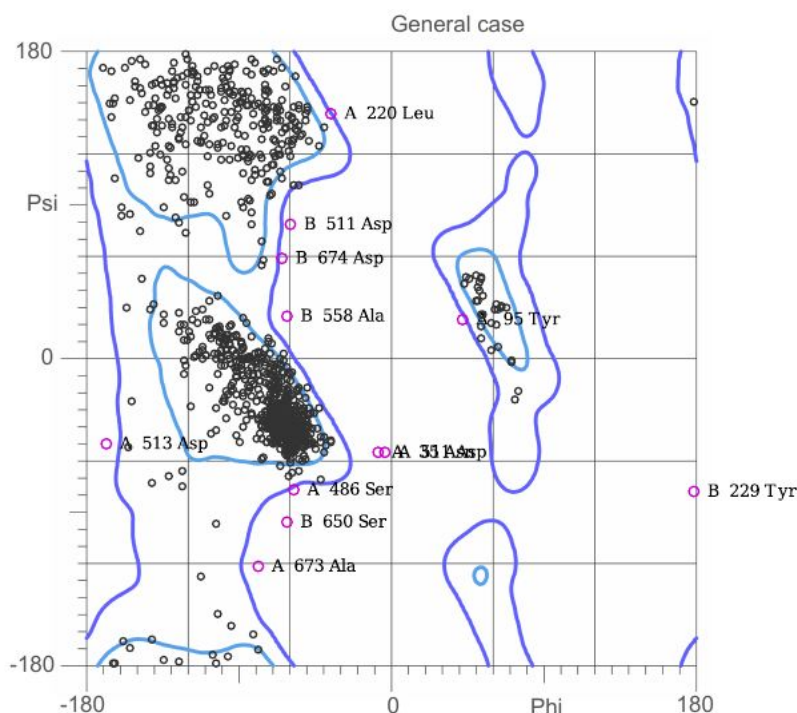 General case
180
A 220 Leu
Psi
B 511 Asp
B 674 Asp
B 558 Ala
A 95 Tyr
0
A 513 Asp
A 486 Ser
B 229 Tyr
B 650 Ser
A 673 Ala
-180
-180
0
Phi
180